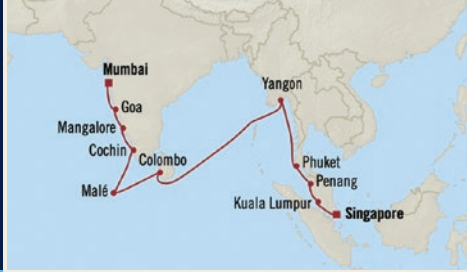 Mumbai
Goa
Mangalore
Cochin
Colombo
Malé
Yangon
Phuket
Penang
Kuala Lumpur
Singapore